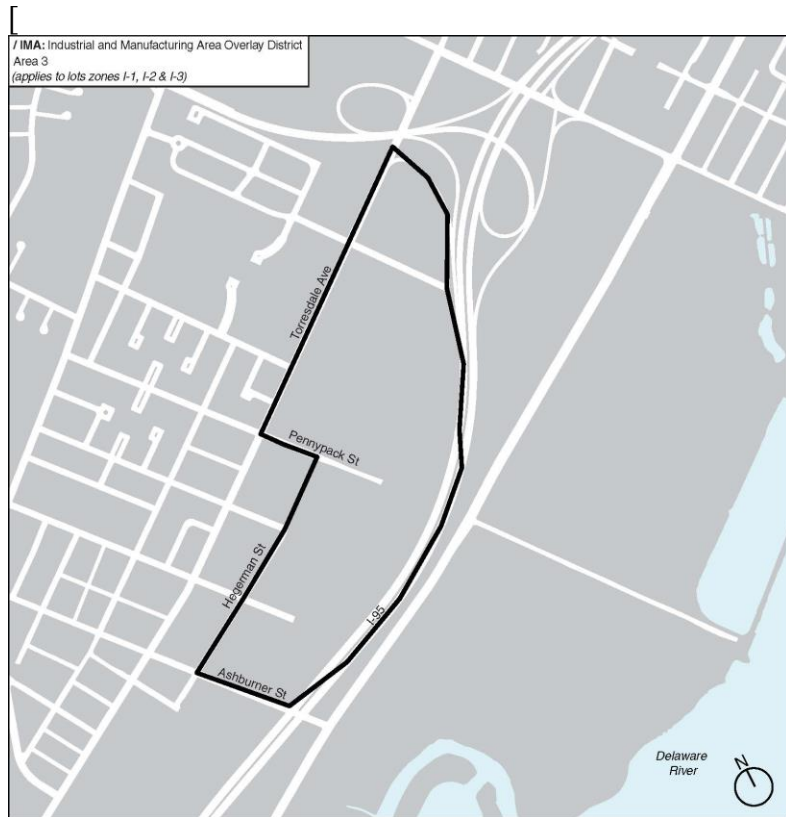 [
/ IMA: Industrial and Manufacturing Area Overlay District
Area 3
(applies to lots zones I-1, I-2 & I-3)
Torresdale Ave
Pennypack St
Hegerman St
I-95
Ashburner St
Delaware
River
N